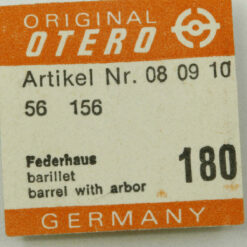 ORIGINAL
OTERO
Artikel Nr. 08 09 10
56 156
Federhaus
barillet
barrel with arbor
180
GERMANY